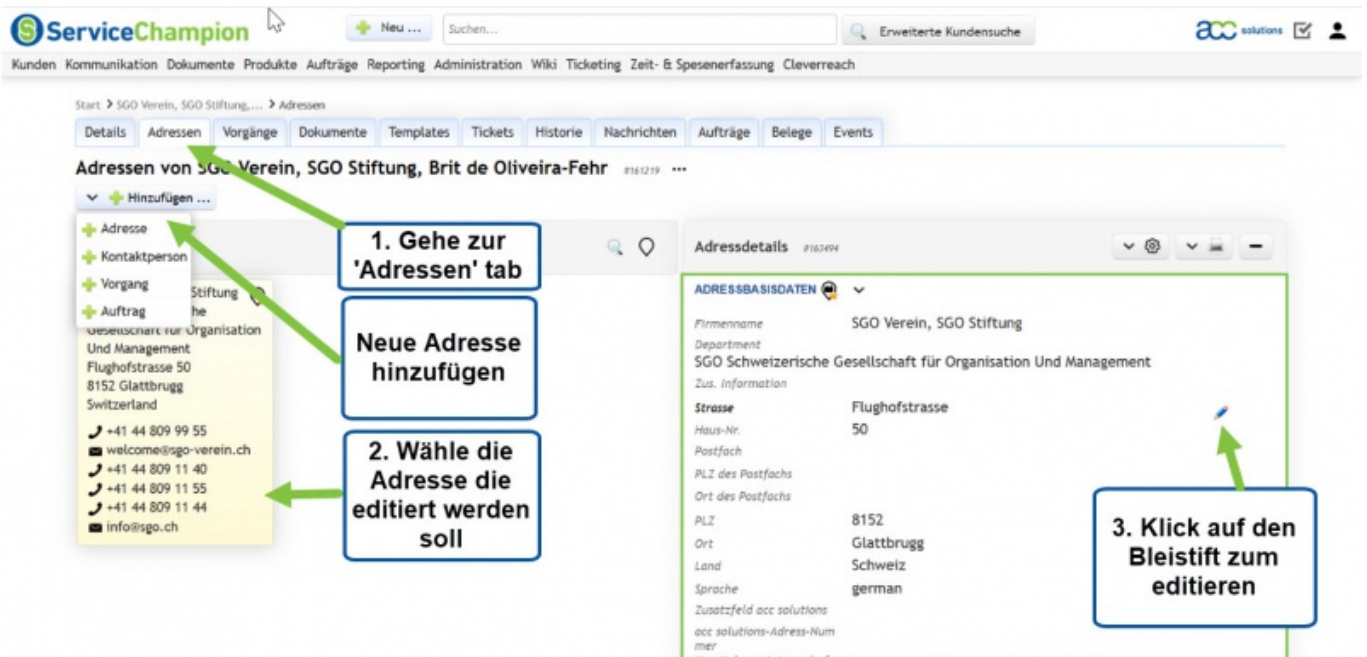 ServiceChampion
Neu ...
Suchen...
Erweiterte Kundensuche
acc solutions
Kunden Kommunikation Dokumente Produkte Aufträge Reporting Administration Wiki Ticketing Zeit- & Spesenerfassung Cleverreach
Start > SGO Verein, SGO Stiftung,... > Adressen
Details Adressen Vorgänge Dokumente Templates Tickets Historie Nachrichten Aufträge Belege Events
Adressen von SGO Verein, SGO Stiftung, Brit de Oliveira-Fehr #161219 •••
Hinzufügen ...
Adresse
Kontaktperson
Vorgang
Auftrag
Stiftung
he
Gesellschaft für Organisation
Und Management
Flughofstrasse 50
8152 Glattbrugg
Switzerland
+41 44 809 99 55
welcome@sgo-verein.ch
+41 44 809 11 40
+41 44 809 11 55
+41 44 809 11 44
info@sgo.ch
1. Gehe zur
'Adressen' tab
Neue Adresse
hinzufügen
2. Wähle die
Adresse die
editiert werden
soll
Adressdetails #163494
ADRESSBASISDATEN
Firmenname SGO Verein, SGO Stiftung
Department
SGO Schweizerische Gesellschaft für Organisation Und Management
Zus. Information
Strasse Flughofstrasse
Haus-Nr. 50
Postfach
PLZ des Postfachs
Ort des Postfachs
PLZ 8152
Ort Glattbrugg
Land Schweiz
Sprache german
Zusatzfeld acc solutions
acc solutions-Adress-Num
mer
3. Klick auf den
Bleistift zum
editieren